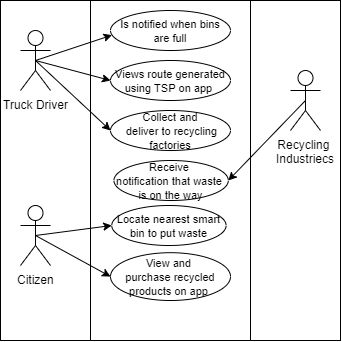 Is notified when bins
are full
Views route generated
using TSP on app
Truck Driver
Collect and
deliver to recycling
factories
Recycling
Industriecs
Receive
notification that waste
is on the way
Locate nearest smart
bin to put waste
View and
purchase recycled
products on app
Citizen